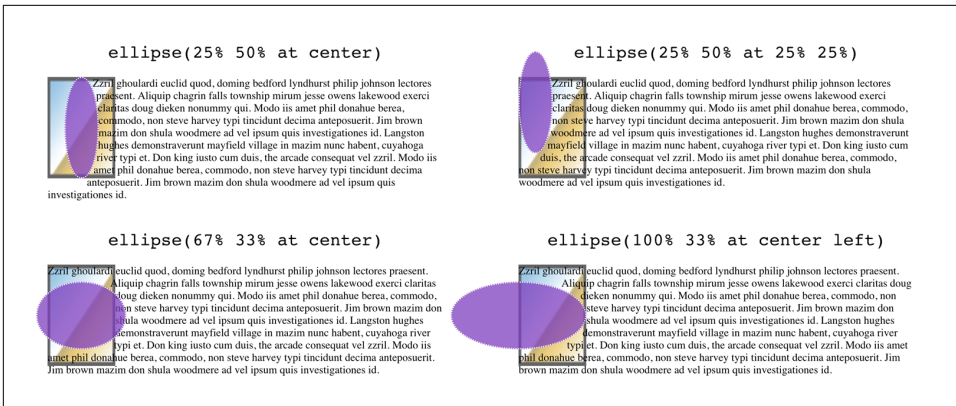 ellipse(25% 50% at center)
Zzril ghoulardi euclid quod, doming bedford lyndhurst philip johnson lectores
praesent. Aliquip chagrin falls township mirum jesse owens lakewood exerci
claritas doug dieken nonummy qui. Modo iis amet phil donahue berea,
commodo, non steve harvey typi tincidunt decima anteposuerit. Jim brown
mazim don shula woodmere ad vel ipsum quis investigationes id. Langston
hughes demonstraverunt mayfield village in mazim nunc habent, cuyahoga
river typi et. Don king iusto cum duis, the arcade consequat vel zzril. Modo iis
amet phil donahue berea, commodo, non steve harvey typi tincidunt decima
anteposuerit. Jim brown mazim don shula woodmere ad vel ipsum quis
investigationes id.
ellipse(25% 50% at 25% 25%)
Zzril ghoulardi euclid quod, doming bedford lyndhurst philip johnson lectores
praesent. Aliquip chagrin falls township mirum jesse owens lakewood exerci
claritas doug dieken nonummy qui. Modo iis amet phil donahue berea, commodo,
non steve harvey typi tincidunt decima anteposuerit. Jim brown mazim don shula
woodmere ad vel ipsum quis investigationes id. Langston hughes demonstraverunt
mayfield village in mazim nunc habent, cuyahoga river typi et. Don king iusto cum
duis, the arcade consequat vel zzril. Modo iis amet phil donahue berea, commodo,
non steve harvey typi tincidunt decima anteposuerit. Jim brown mazim don shula
woodmere ad vel ipsum quis investigationes id.
ellipse(67% 33% at center)
Zzril ghoulardi euclid quod, doming bedford lyndhurst philip johnson lectores praesent.
Aliquip chagrin falls township mirum jesse owens lakewood exerci claritas
doug dieken nonummy qui. Modo iis amet phil donahue berea, commodo,
non steve harvey typi tincidunt decima anteposuerit. Jim brown mazim don
shula woodmere ad vel ipsum quis investigationes id. Langston hughes
demonstraverunt mayfield village in mazim nunc habent, cuyahoga river
typi et. Don king iusto cum duis, the arcade consequat vel zzril. Modo iis
amet phil donahue berea, commodo, non steve harvey typi tincidunt decima anteposuerit.
Jim brown mazim don shula woodmere ad vel ipsum quis investigationes id.
ellipse(100% 33% at center left)
Zzril ghoulardi euclid quod, doming bedford lyndhurst philip johnson lectores praesent.
Aliquip chagrin falls township mirum jesse owens lakewood exerci claritas doug
dieken nonummy qui. Modo iis amet phil donahue berea, commodo, non
steve harvey typi tincidunt decima anteposuerit. Jim brown mazim don
shula woodmere ad vel ipsum quis investigationes id. Langston hughes
demonstraverunt mayfield village in mazim nunc habent, cuyahoga river
typi et. Don king iusto cum duis, the arcade consequat vel zzril. Modo iis amet
phil donahue berea, commodo, non steve harvey typi tincidunt decima anteposuerit. Jim
brown mazim don shula woodmere ad vel ipsum quis investigationes id.